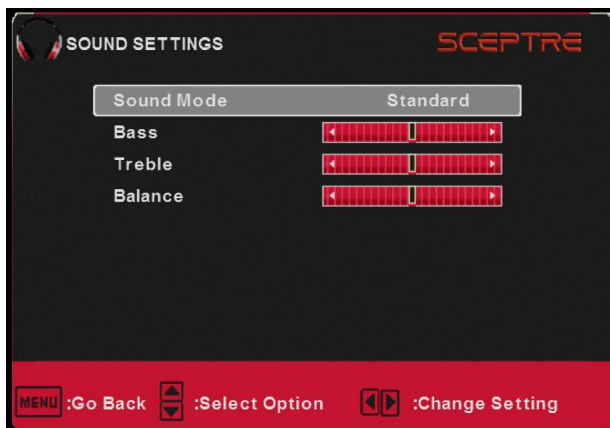 SOUND SETTINGS
SCEPTRE
Sound Mode Standard
Bass
Treble
Balance
MENU :Go Back :Select Option :Change Setting